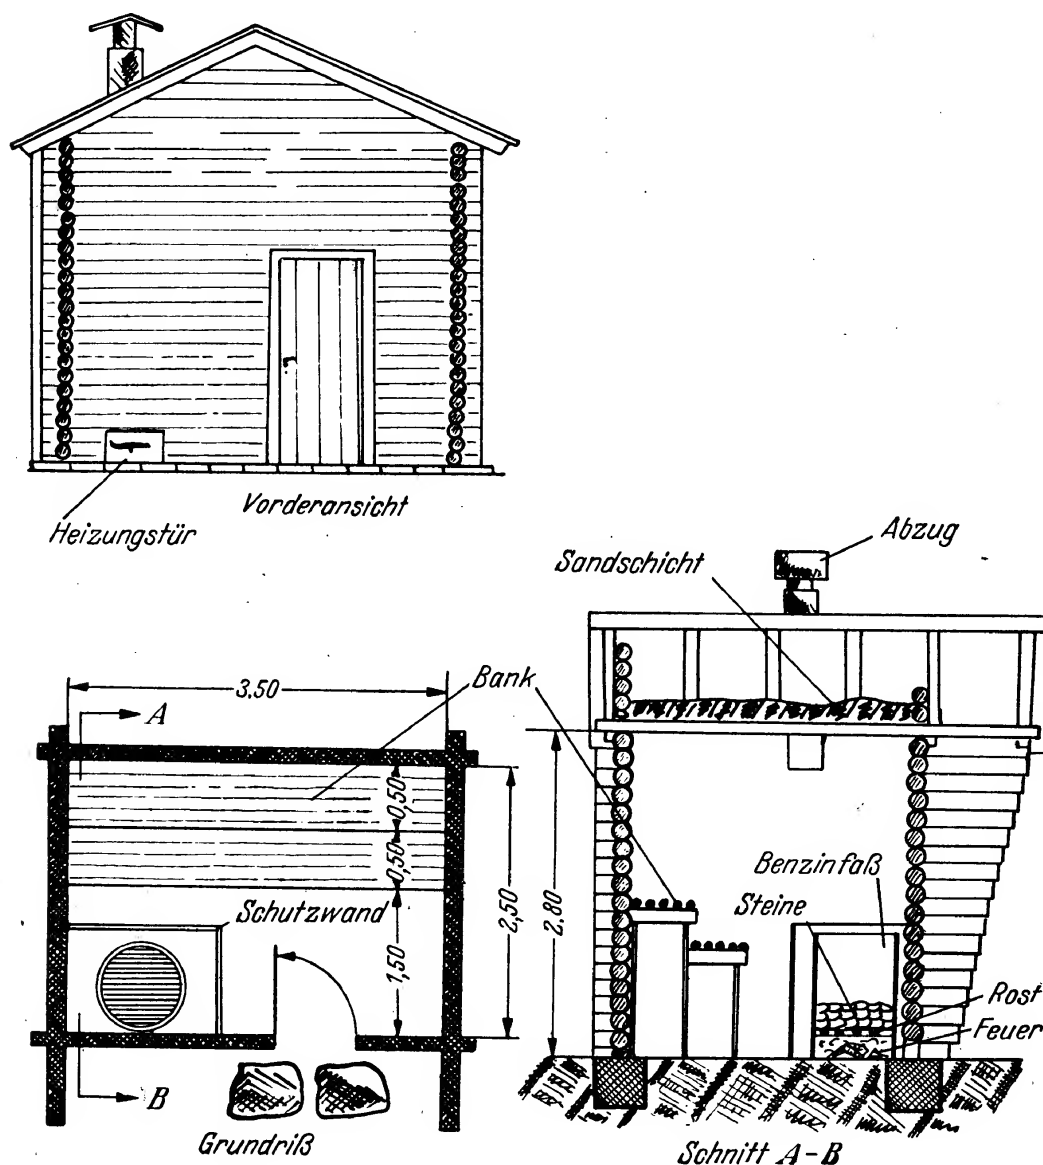 Vorderansicht
Heizungstür
Abzug
Sandschicht
Bank
3,50
A
0,50
0,50
1,50
2,50
2.80
Schutzwand
Benzinfaß
Steine
Rost
Feuer
B
Grundriß
Schnitt A-B